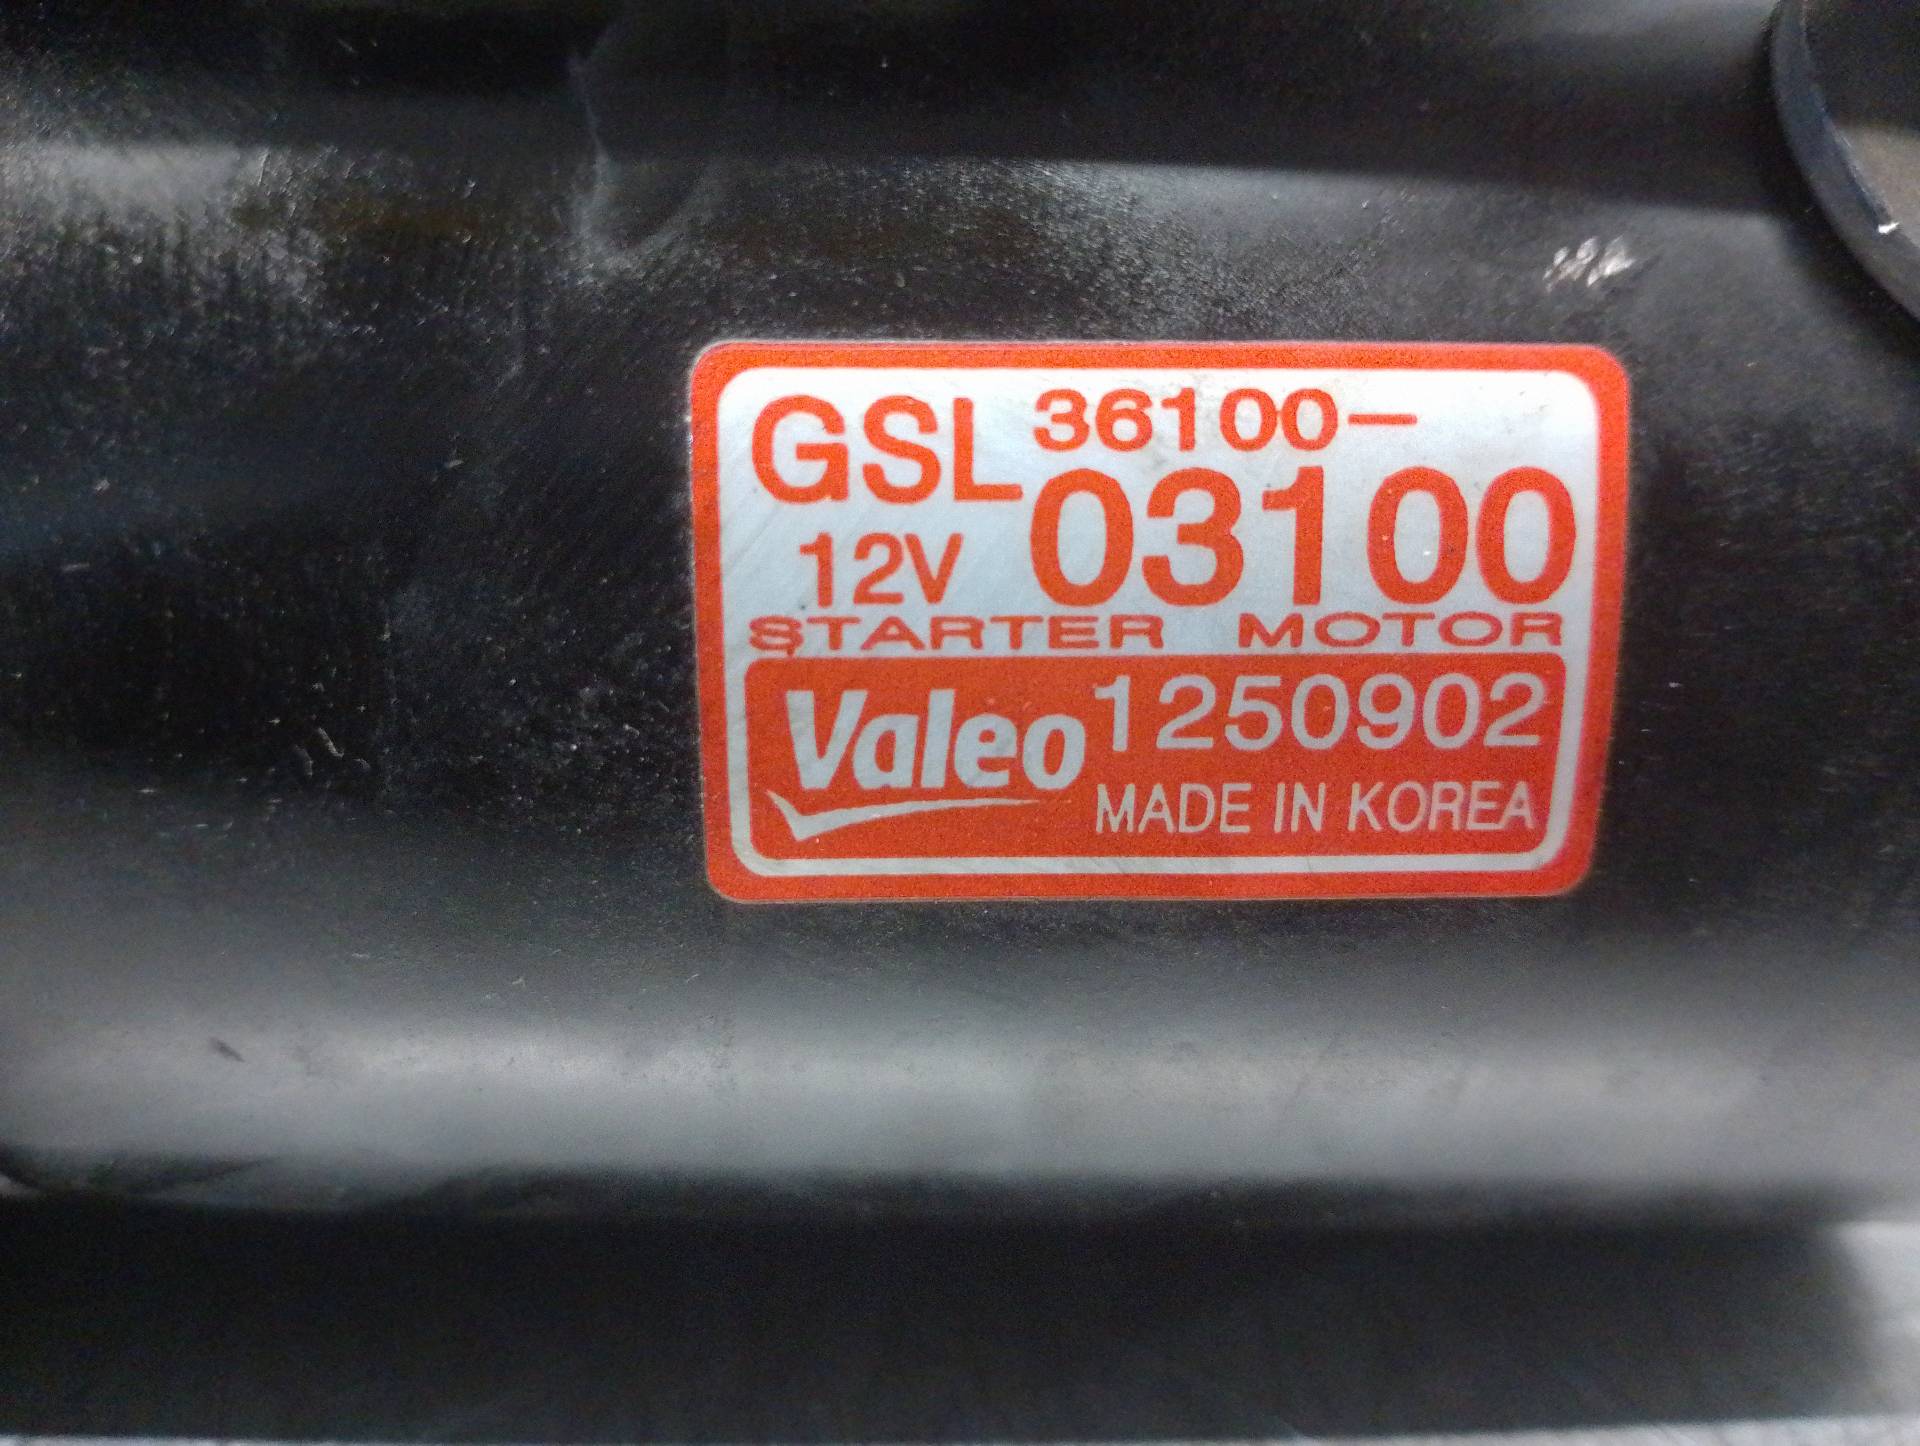 GSL 36100-
12V 03100
STARTER MOTOR
Valeo 1250902
MADE IN KOREA